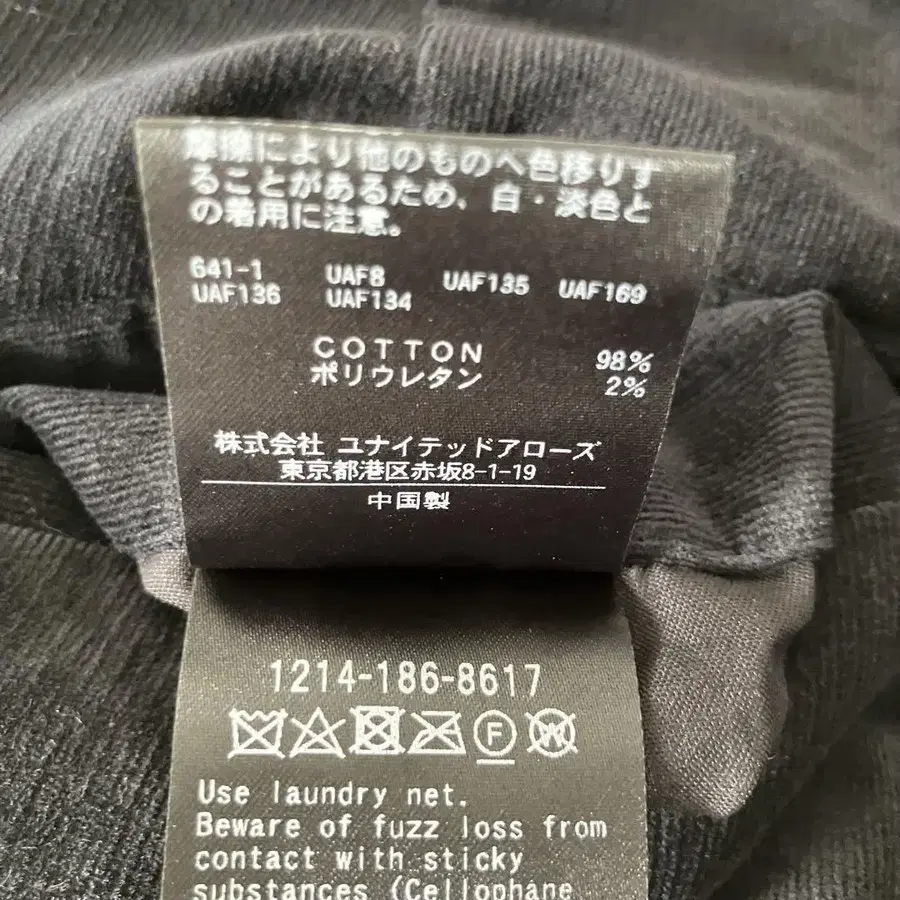 摩擦により他のものへ色移りす
ることがあるため、白・淡色と
の着用に注意。
641-1 UAF8 UAF135 UAF169
UAF136 UAF134
COTTON 98%
ポリウレタン 2%
株式会社 ユナイテッドアローズ
東京都港区赤坂8-1-19
中国製
1214-186-8617
F W
Use laundry net.
Beware of fuzz loss from
contact with sticky
substances (Cellophane